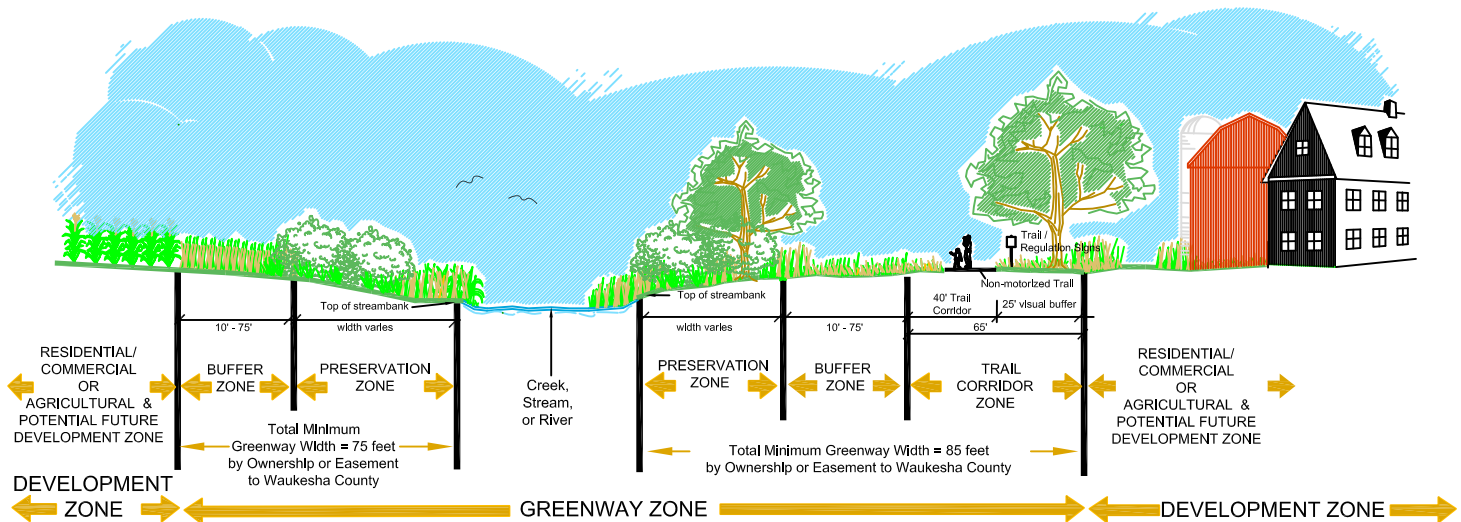 Trail /
Regulation Signs
Non-motorized Trail
Top of streambank
Top of streambank
40' Trail
Corridor
25' visual buffer
10' - 75'
width varies
width varies
10' - 75'
65'
RESIDENTIAL/
COMMERCIAL
OR
AGRICULTURAL &
POTENTIAL FUTURE
DEVELOPMENT ZONE
BUFFER
ZONE
PRESERVATION
ZONE
Creek,
Stream,
or River
PRESERVATION
ZONE
BUFFER
ZONE
TRAIL
CORRIDOR
ZONE
RESIDENTIAL/
COMMERCIAL
OR
AGRICULTURAL &
POTENTIAL FUTURE
DEVELOPMENT ZONE
Total Minimum
Greenway Width = 75 feet
by Ownership or Easement
to Waukesha County
Total Minimum Greenway Width = 85 feet
by Ownership or Easement to Waukesha County
DEVELOPMENT
ZONE
GREENWAY ZONE
DEVELOPMENT ZONE